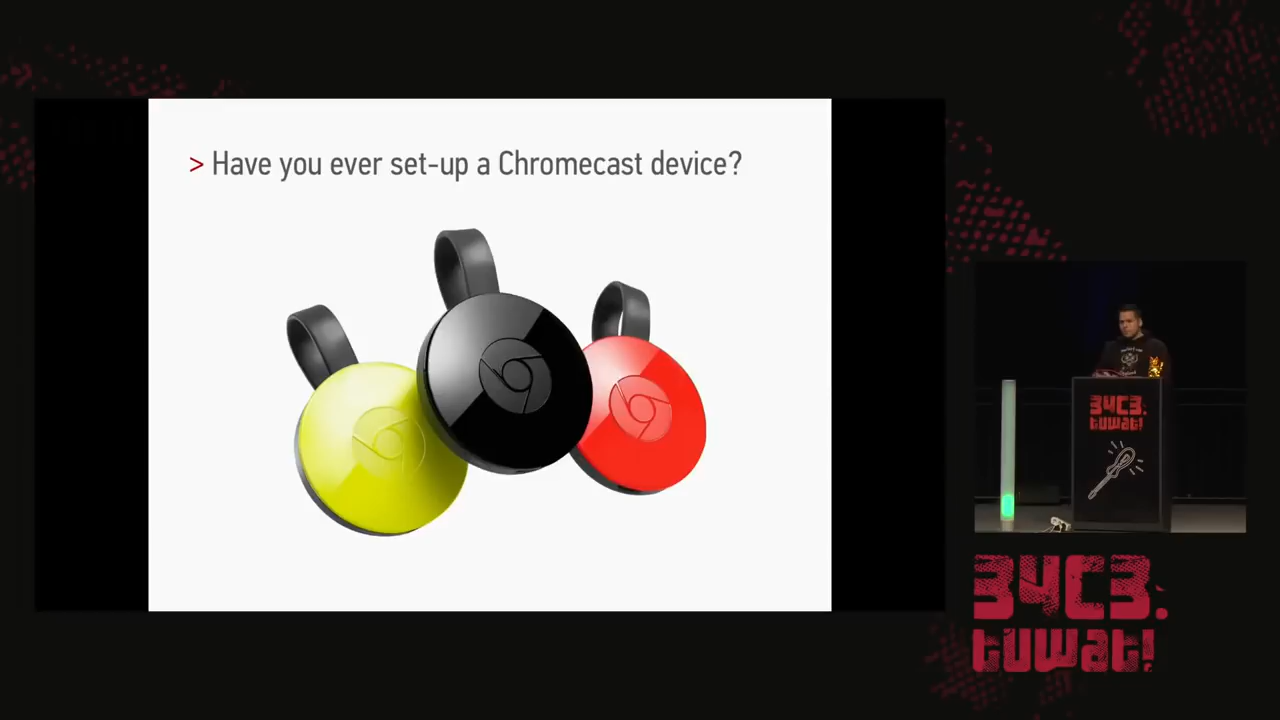 > Have you ever set-up a Chromecast device?
34C3.
tuwat!
34C3.
tuwat!